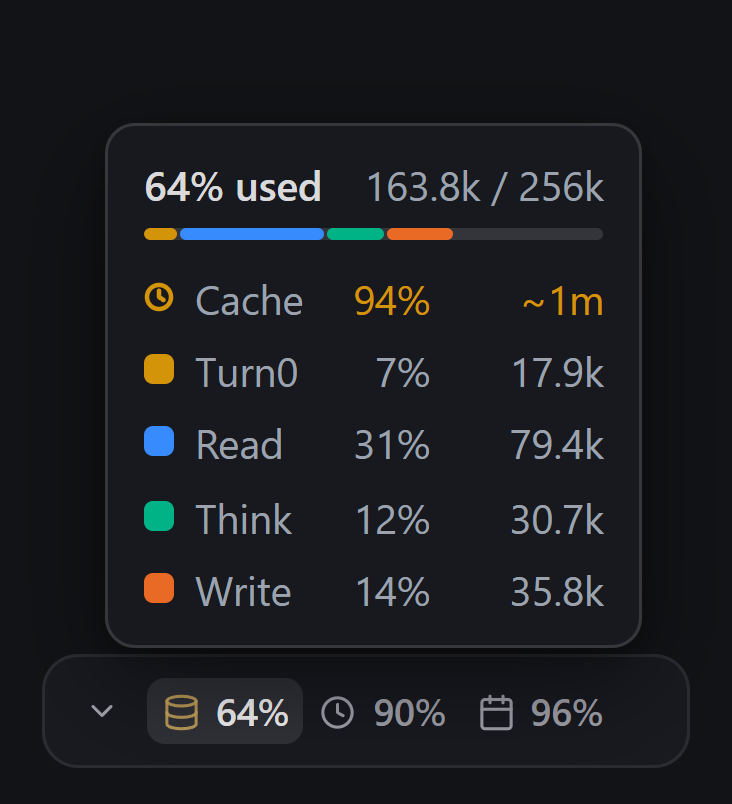 64% used 163.8k / 256k
Cache 94% ~1m
Turn0 7% 17.9k
Read 31% 79.4k
Think 12% 30.7k
Write 14% 35.8k
64% 90% 96%